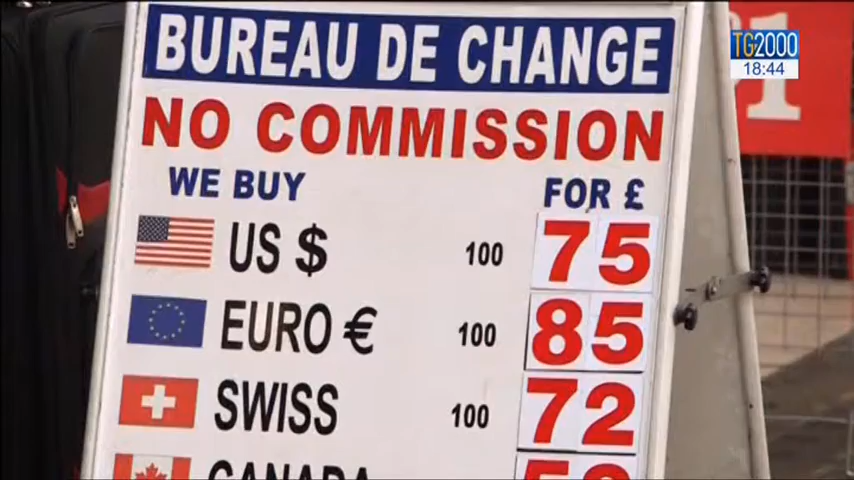 BUREAU DE CHANGE
NO COMMISSION
WE BUY FOR £
US $ 100 75
EURO € 100 85
SWISS 100 72
CANADA
TG2000
18:44